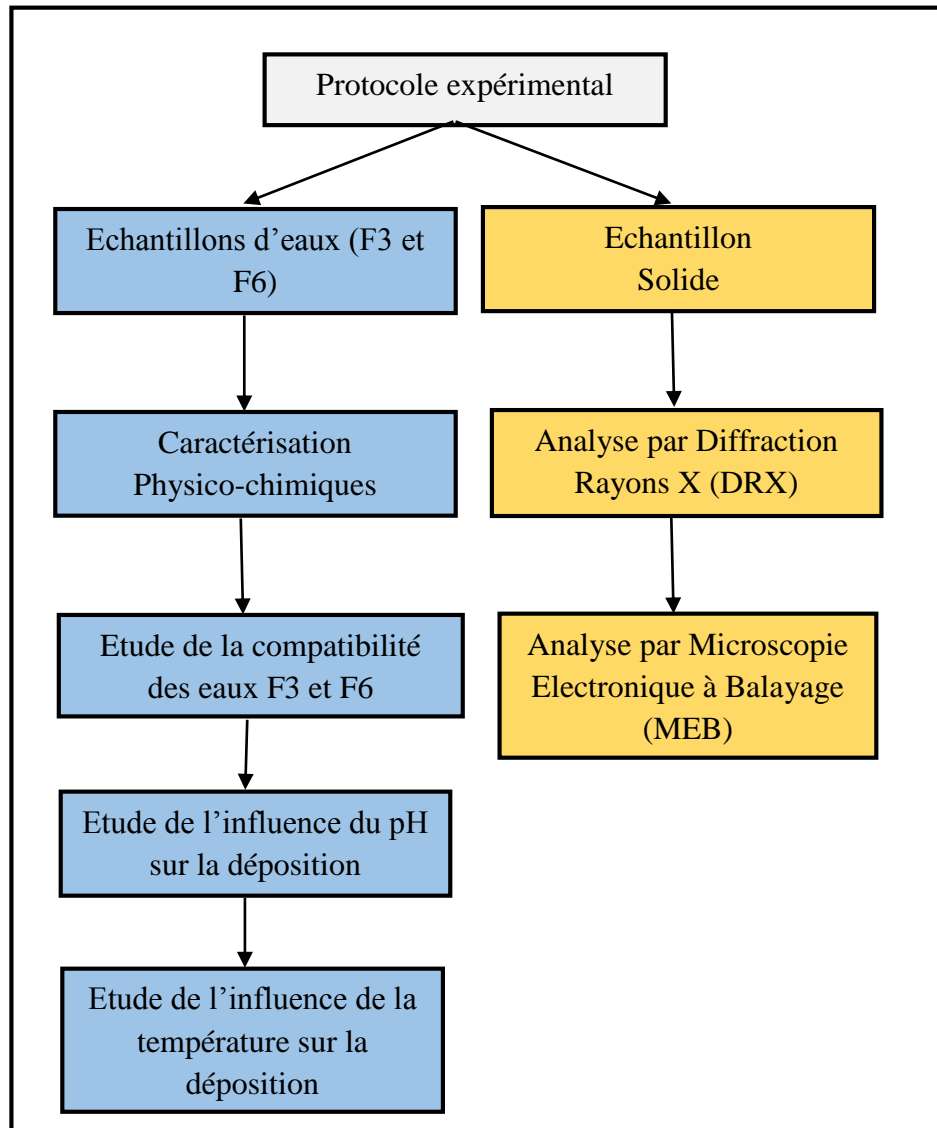 Protocole expérimental
Echantillons d’eaux (F3 et
F6)
Echantillon
Solide
Caractérisation
Physico-chimiques
Analyse par Diffraction
Rayons X (DRX)
Etude de la compatibilité
des eaux F3 et F6
Analyse par Microscopie
Electronique à Balayage
(MEB)
Etude de l’influence du pH
sur la déposition
Etude de l’influence de la
température sur la
déposition